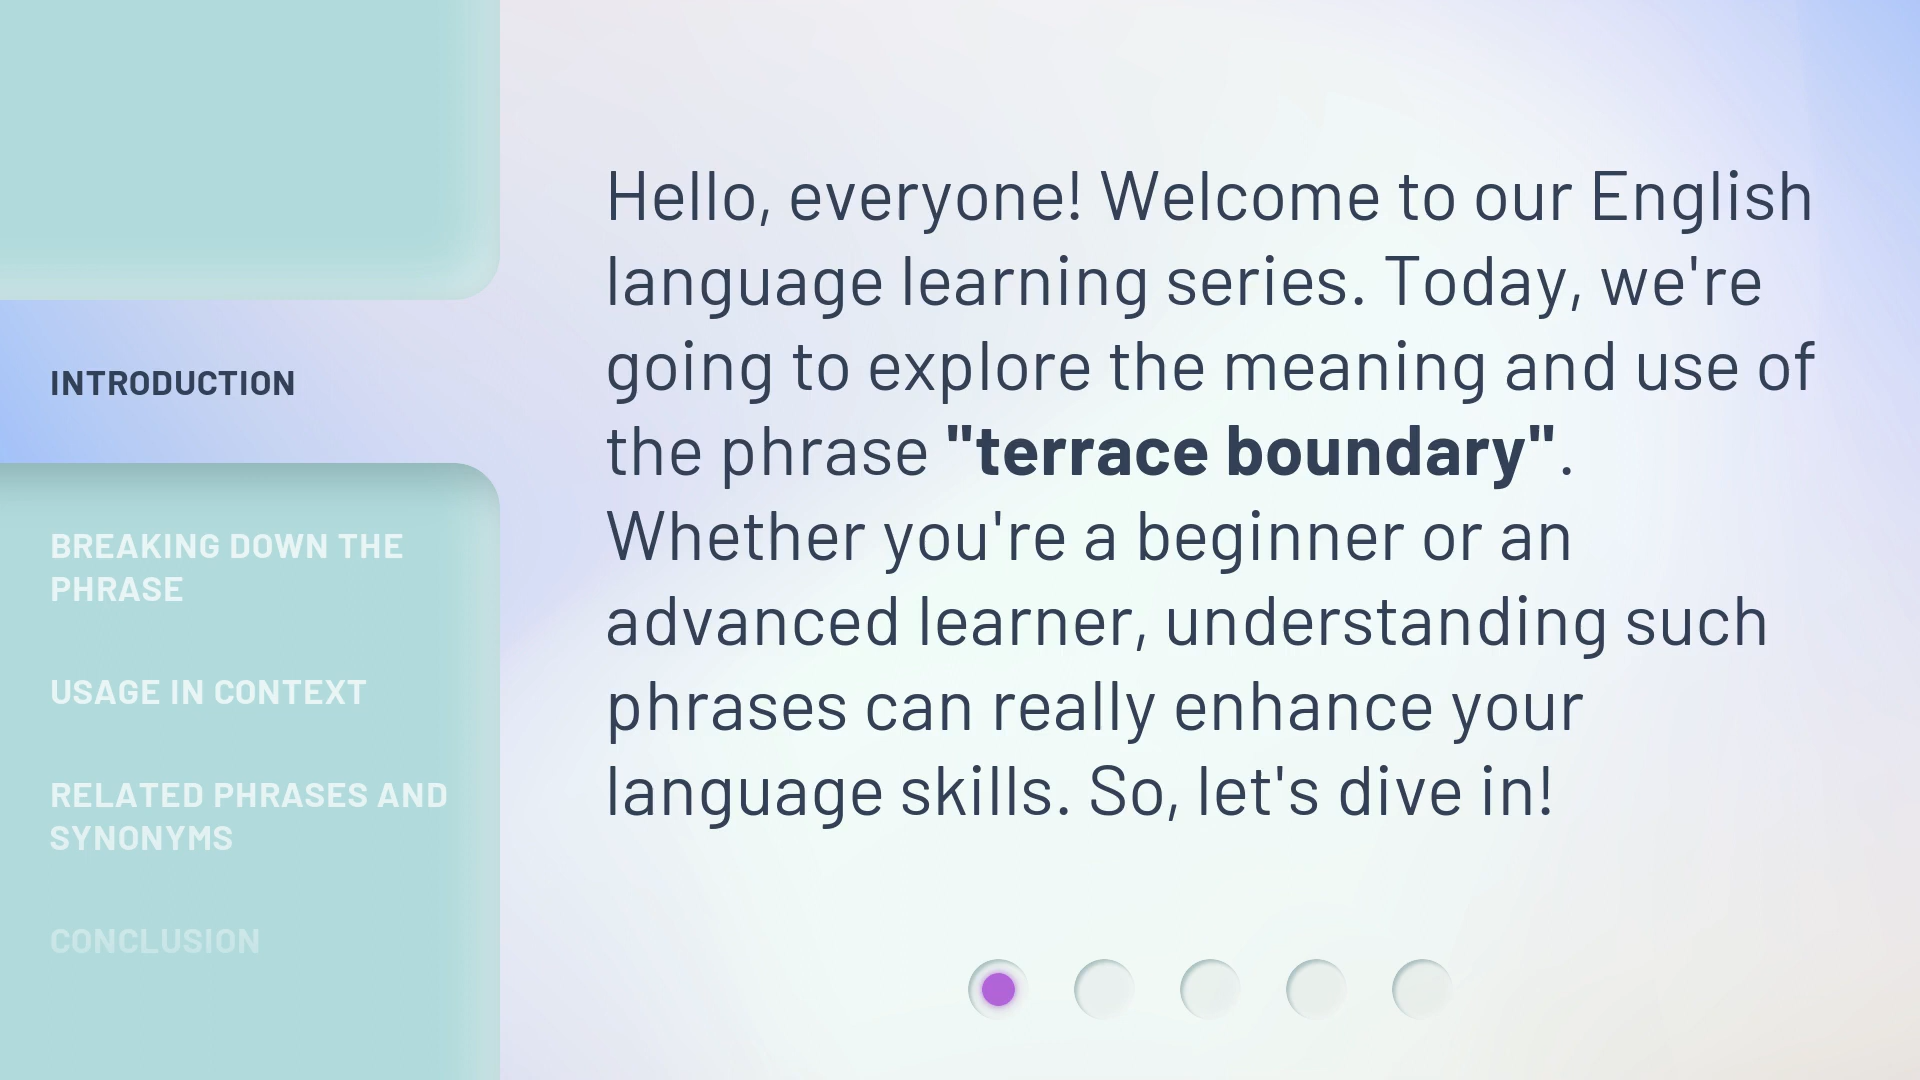 INTRODUCTION
BREAKING DOWN THE
PHRASE
USAGE IN CONTEXT
RELATED PHRASES AND
SYNONYMS
CONCLUSION
Hello, everyone! Welcome to our English
language learning series. Today, we're
going to explore the meaning and use of
the phrase "terrace boundary".
Whether you're a beginner or an
advanced learner, understanding such
phrases can really enhance your
language skills. So, let's dive in!